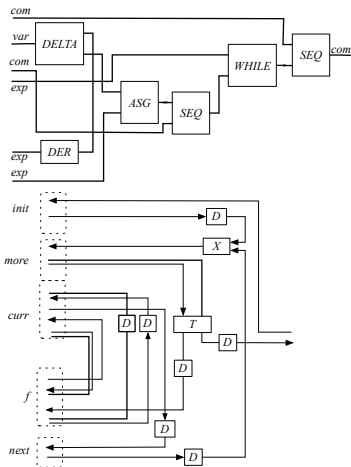 com
var
DELTA
com
exp
WHILE
SEQ
com
ASG
SEQ
exp
DER
exp
init
D
more
X
curr
D
D
T
D
D
f
D
next
D